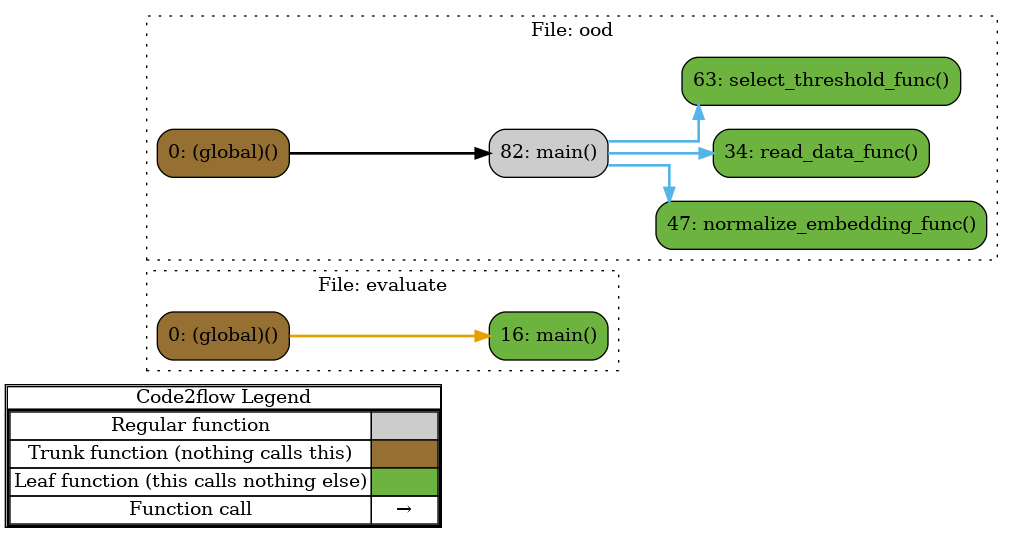 File: ood
63: select_threshold_func()
0: (global)()
82: main()
34: read_data_func()
47: normalize_embedding_func()
File: evaluate
0: (global)()
16: main()
Code2flow Legend
Regular function
Trunk function (nothing calls this)
Leaf function (this calls nothing else)
Function call →